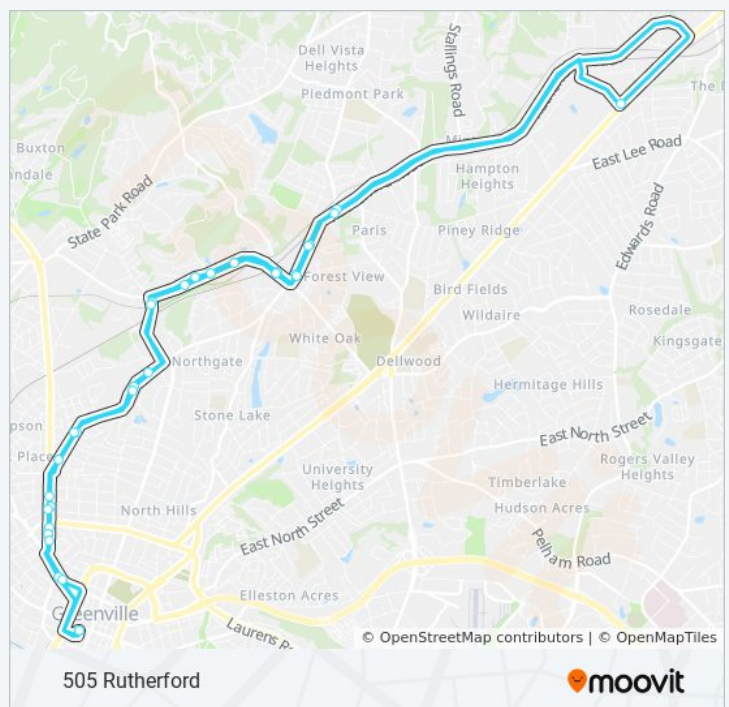 Dell Vista
Heights
Stallings Road
Piedmont Park
Buxton
andale
State Park Road
Hampton
Heights
East Lee Road
The
Edwards Road
Paris
Piney Ridge
Forest View
Bird Fields
Wildaire
Rosedale
Kingsgate
White Oak
Northgate
Dellwood
Hermitage Hills
Stone Lake
East North Street
pson
Place
University
Heights
Timberlake
Rogers Valley
Heights
Hudson Acres
North Hills
East North Street
Pelham Road
Elleston Acres
Greenville
Laurens
© OpenStreetMap contributors | © OpenMapTiles
505 Rutherford
moovit